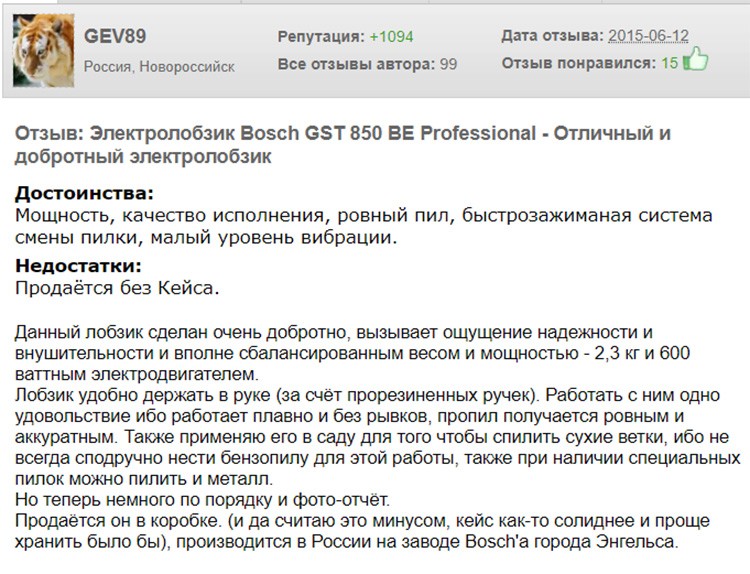 GEV89
Репутация: +1094
Дата отзыва: 2015-06-12
Россия, Новороссийск
Все отзывы автора: 99
Отзыв понравился: 15
Отзыв: Электролобзик Bosch GST 850 BE Professional - Отличный и
добротный электролобзик
Достоинства:
Мощность, качество исполнения, ровный пил, быстрозажиманая система
смены пилки, малый уровень вибрации.
Недостатки:
Продаётся без Кейса.
Данный лобзик сделан очень добротно, вызывает ощущение надежности и
внушительности и вполне сбалансированным весом и мощностью - 2,3 кг и 600
ваттным электродвигателем.
Лобзик удобно держать в руке (за счёт прорезиненных ручек). Работать с ним одно
удовольствие ибо работает плавно и без рывков, пропил получается ровным и
аккуратным. Также применяю его в саду для того чтобы спилить сухие ветки, ибо не
всегда сподручно нести бензопилу для этой работы, также при наличии специальных
пилок можно пилить и металл.
Но теперь немного по порядку и фото-отчёт.
Продаётся он в коробке. (и да считаю это минусом, кейс как-то солиднее и проще
хранить было бы), производится в России на заводе Bosch'а города Энгельса.